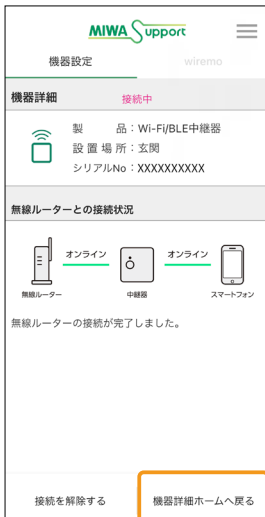 MIWA Support
機器設定 wiremo
機器詳細 接続中
製 品：Wi-Fi/BLE中継器
設置場所：玄関
シリアルNo：XXXXXXXXXX
無線ルーターとの接続状況
オンライン オンライン
無線ルーター 中継器 スマートフォン
無線ルーターの接続が完了しました。
接続を解除する 機器詳細ホームへ戻る